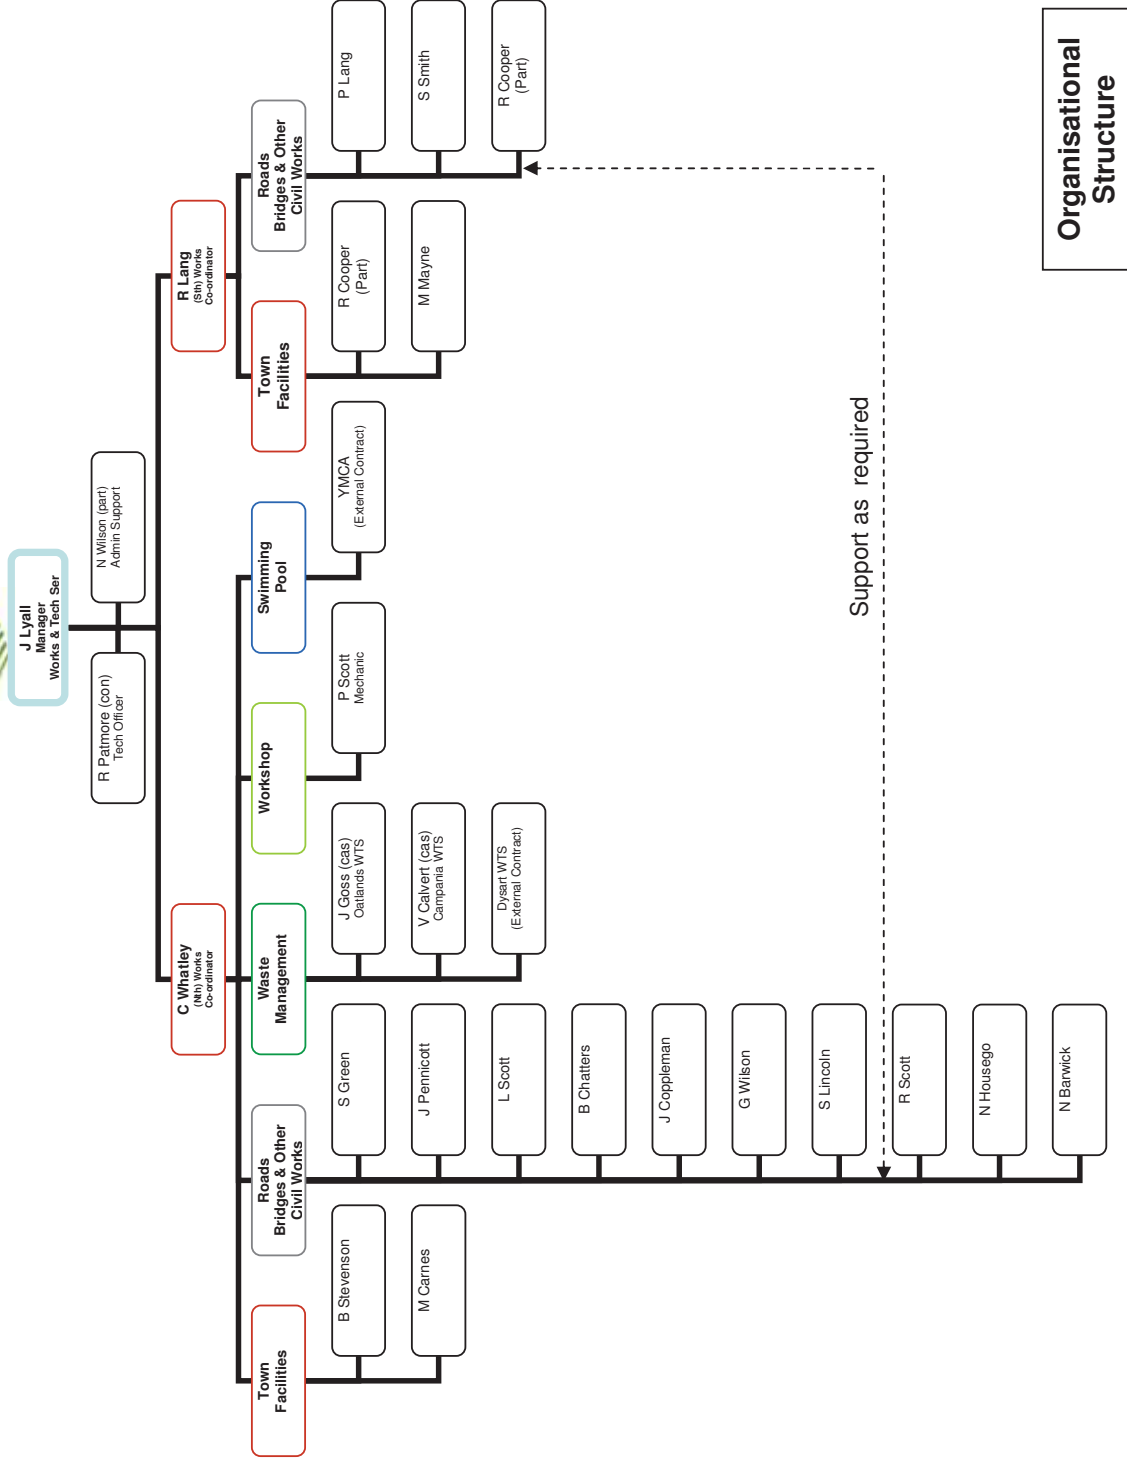 J Lyall
Manager
Works & Tech Ser
R Patmore (con)
Tech Officer
N Wilson (part)
Admin Support
C Whatley
(Nth) Works
Co-ordinator
R Lang
(Sth) Works
Co-ordinator
Town
Facilities
Roads
Bridges & Other
Civil Works
Waste
Management
Workshop
Swimming
Pool
Town
Facilities
Roads
Bridges & Other
Civil Works
B Stevenson
M Carnes
S Green
J Pennicott
L Scott
B Chatters
J Coppleman
G Wilson
S Lincoln
R Scott
N Housego
N Barwick
J Goss (cas)
Oatlands WTS
V Calvert (cas)
Campania WTS
Dysart WTS
(External Contract)
P Scott
Mechanic
YMCA
(External Contract)
R Cooper
(Part)
M Mayne
P Lang
S Smith
R Cooper
(Part)
Support as required
Organisational
Structure